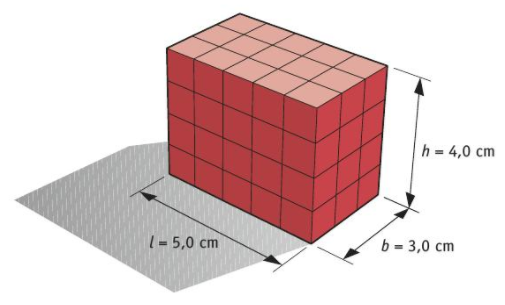 h = 4,0 cm
l = 5,0 cm
b = 3,0 cm